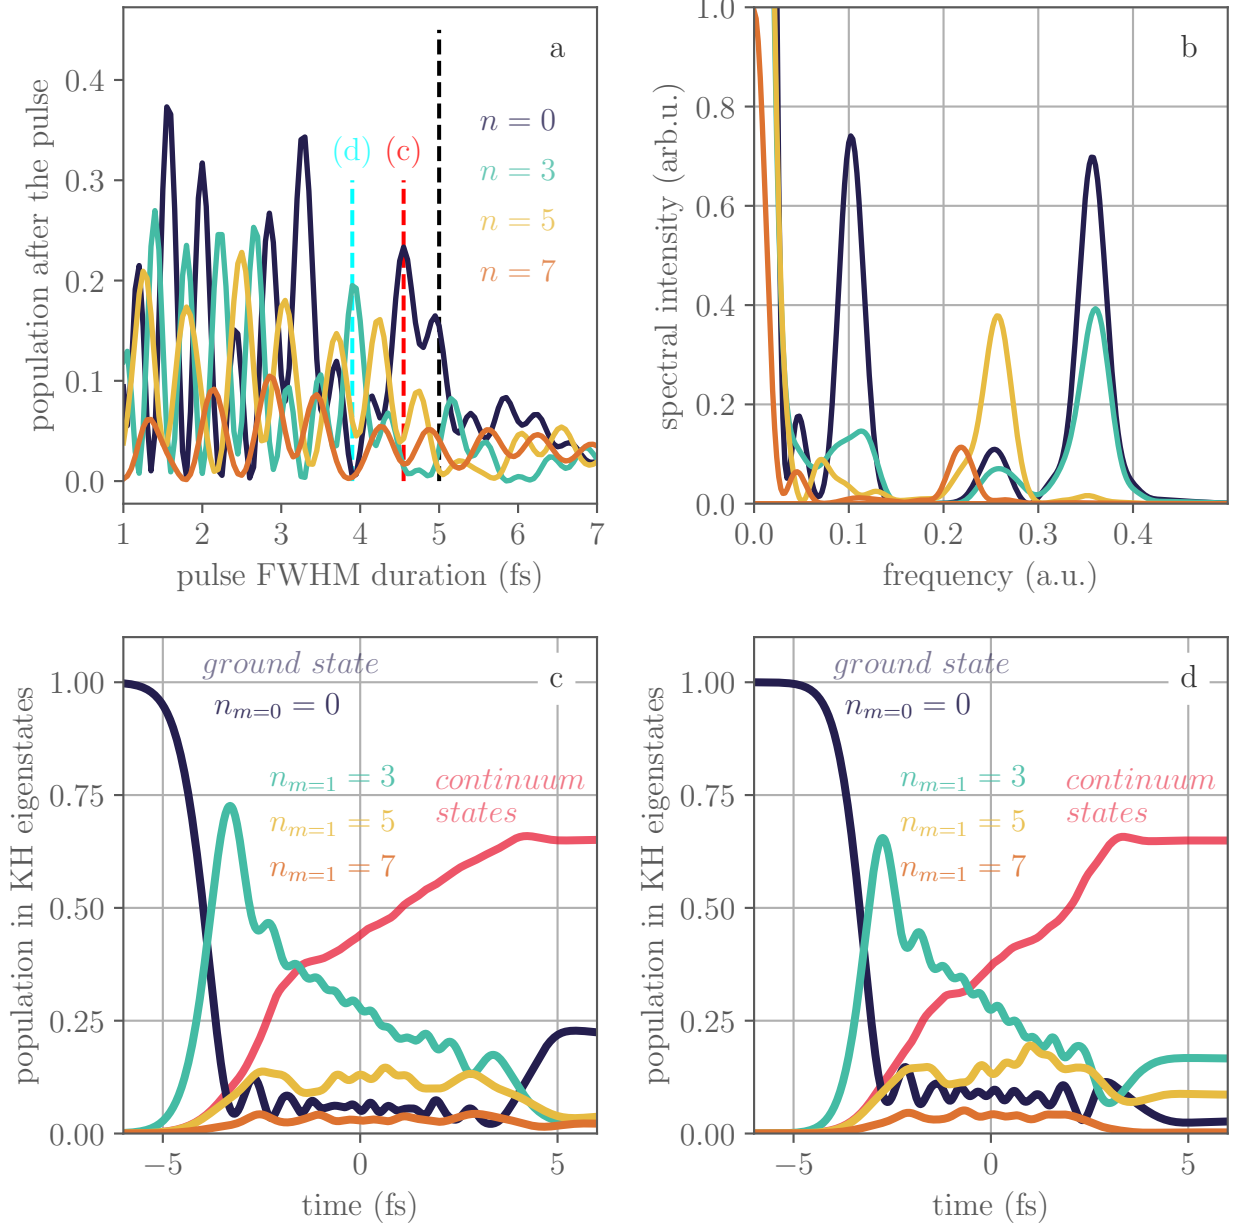 a
population after the pulse
0.4
0.3
0.2
0.1
0.0
(d)
(c)
n = 0
n = 3
n = 5
n = 7
1 2 3 4 5 6 7
pulse FWHM duration (fs)
b
spectral intensity (arb.u.)
1.0
0.8
0.6
0.4
0.2
0.0
0.0 0.1 0.2 0.3 0.4
frequency (a.u.)
c
population in KH eigenstates
1.00
0.75
0.50
0.25
0.00
ground state
n_{m=0} = 0
n_{m=1} = 3
n_{m=1} = 5
n_{m=1} = 7
continuum
states
−5 0 5
time (fs)
d
population in KH eigenstates
1.00
0.75
0.50
0.25
0.00
ground state
n_{m=0} = 0
n_{m=1} = 3
n_{m=1} = 5
n_{m=1} = 7
continuum
states
−5 0 5
time (fs)